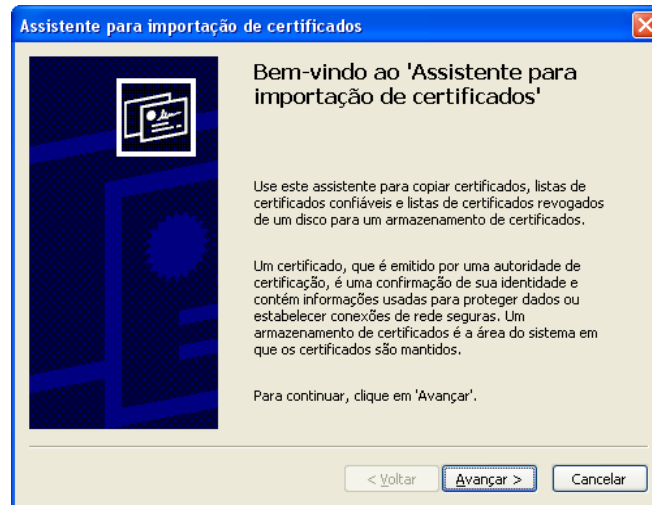 Assistente para importação de certificados
Bem-vindo ao 'Assistente para
importação de certificados'
Use este assistente para copiar certificados, listas de
certificados confiáveis e listas de certificados revogados
de um disco para um armazenamento de certificados.
Um certificado, que é emitido por uma autoridade de
certificação, é uma confirmação de sua identidade e
contém informações usadas para proteger dados ou
estabelecer conexões de rede seguras. Um
armazenamento de certificados é a área do sistema em
que os certificados são mantidos.
Para continuar, clique em 'Avançar'.
< Voltar Avançar > Cancelar